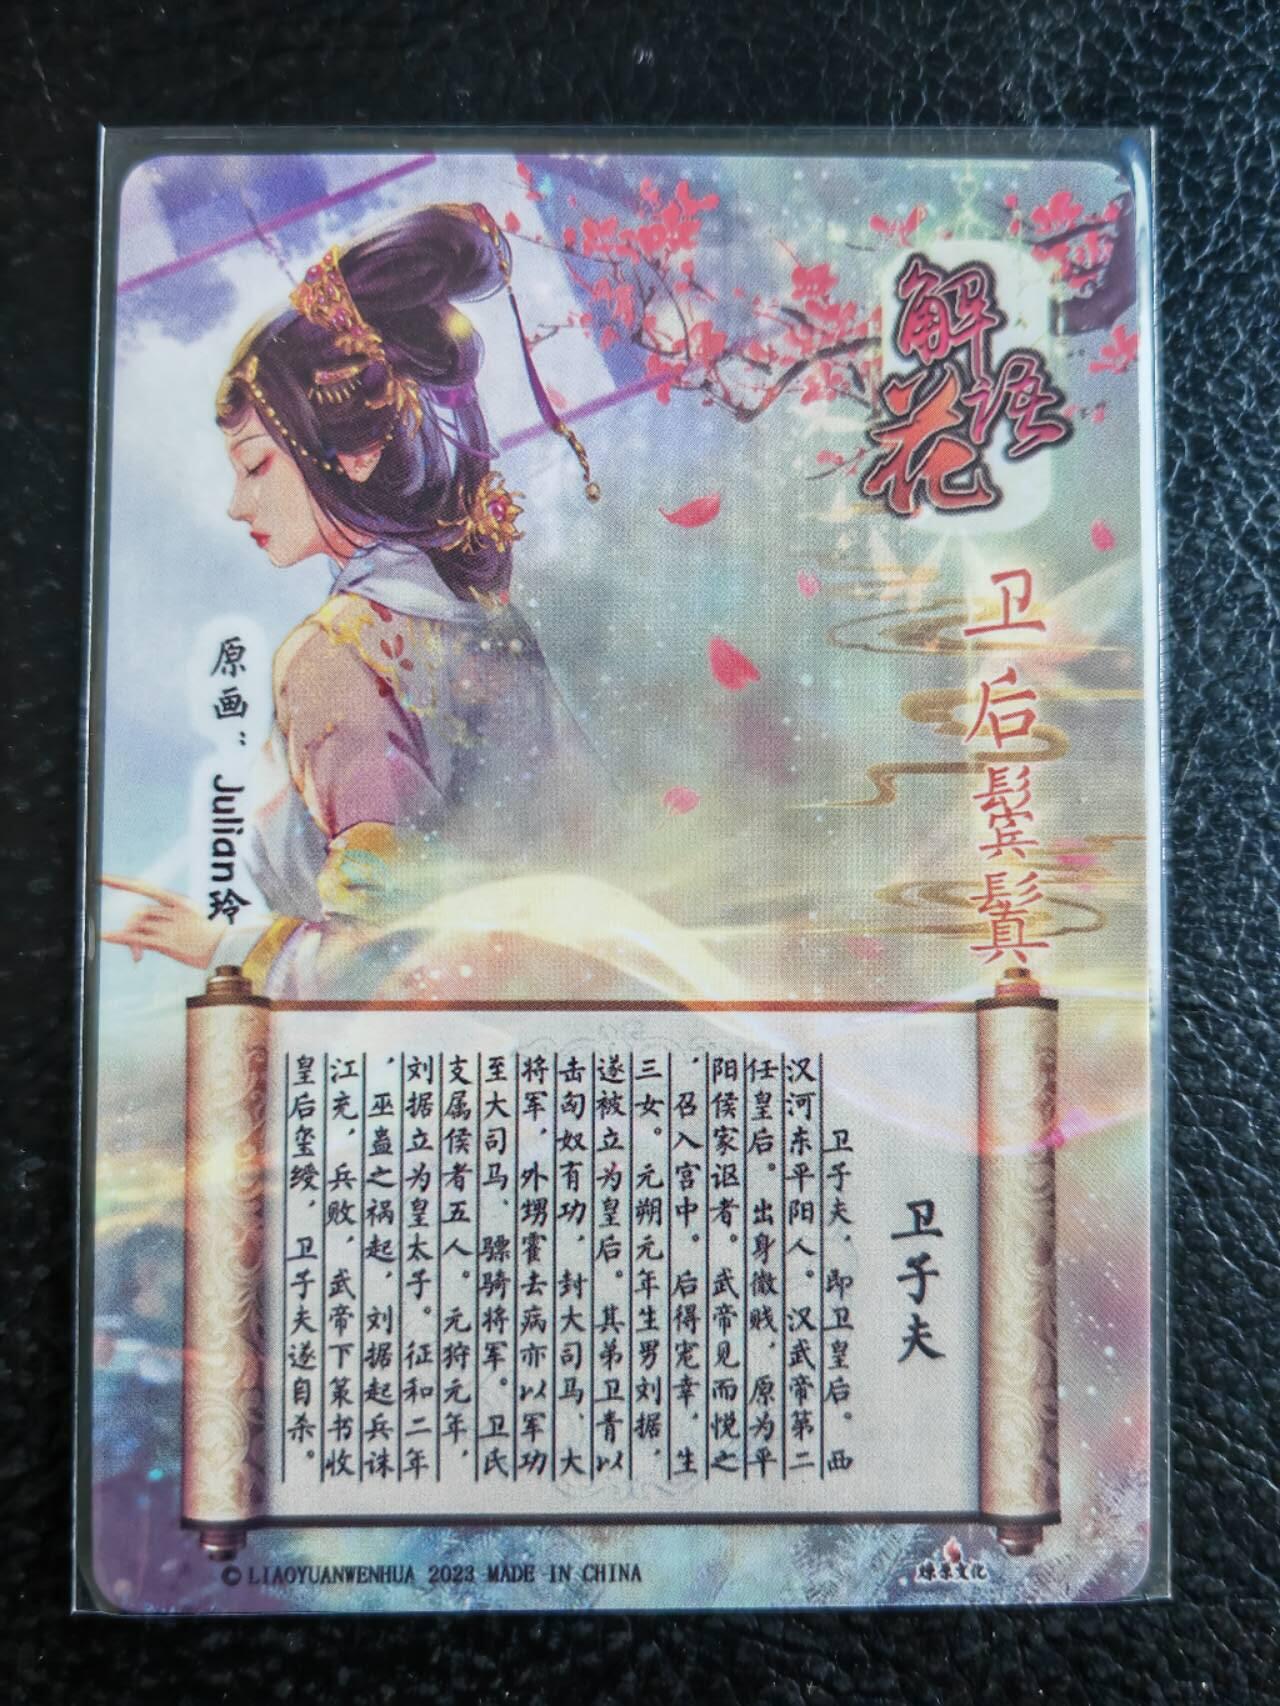 解语花
卫后鬓鬒
原画：Julian玲
卫子夫
卫子夫，即卫皇后。西
汉河东平阳人。汉武帝第二
任皇后。出身微贱，原为平
阳侯家讴者。武帝见而悦之
，召入宫中。后得宠幸，生
三女。元朔元年生男刘据，
遂被立为皇后。其弟卫青以
击匈奴有功，封大司马、大
将军，外甥霍去病亦以军功
至大司马、骠骑将军。卫氏
支属侯者五人。元狩元年，
刘据立为皇太子。征和二年
，巫蛊之祸起，刘据起兵诛
江充，兵败，武帝下策书收
皇后玺绶，卫子夫遂自杀。
© LIAOYUANWENHUA 2023 MADE IN CHINA
燎原文化